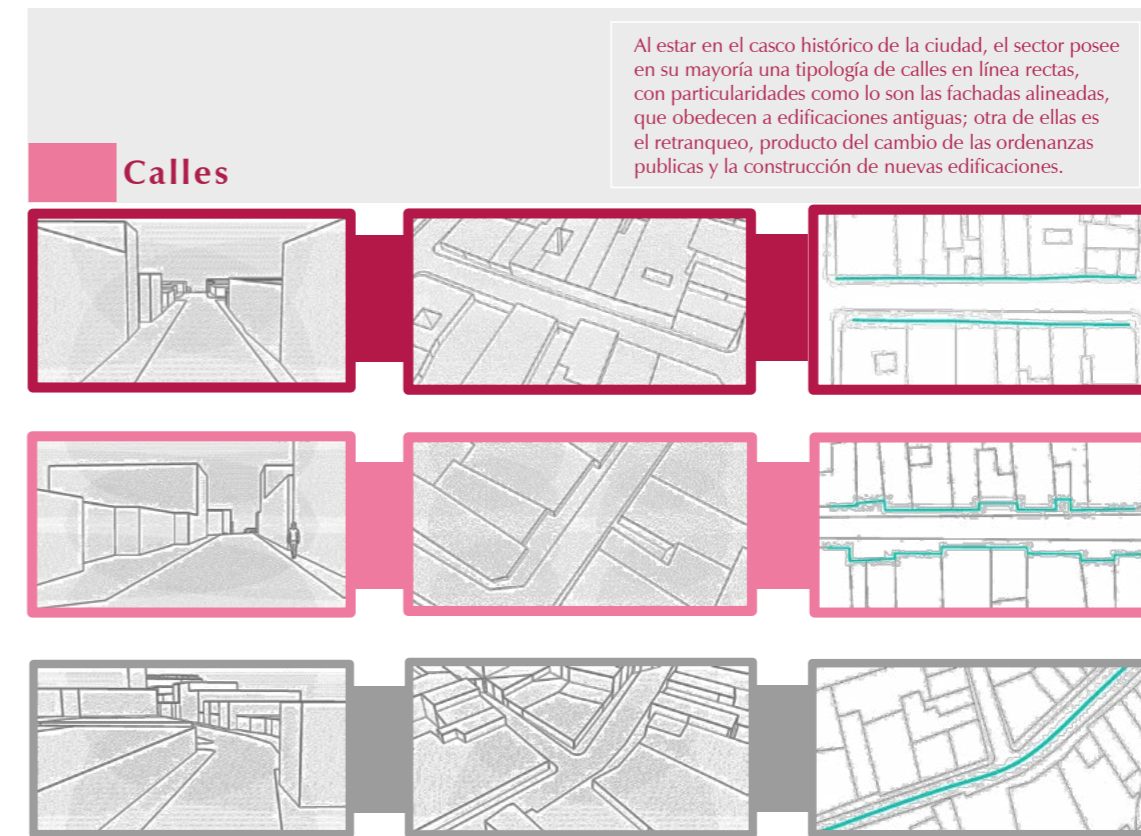 Al estar en el casco histórico de la ciudad, el sector posee
en su mayoría una tipología de calles en línea rectas,
con particularidades como lo son las fachadas alineadas,
que obedecen a edificaciones antiguas; otra de ellas es
el retranqueo, producto del cambio de las ordenanzas
publicas y la construcción de nuevas edificaciones.
Calles